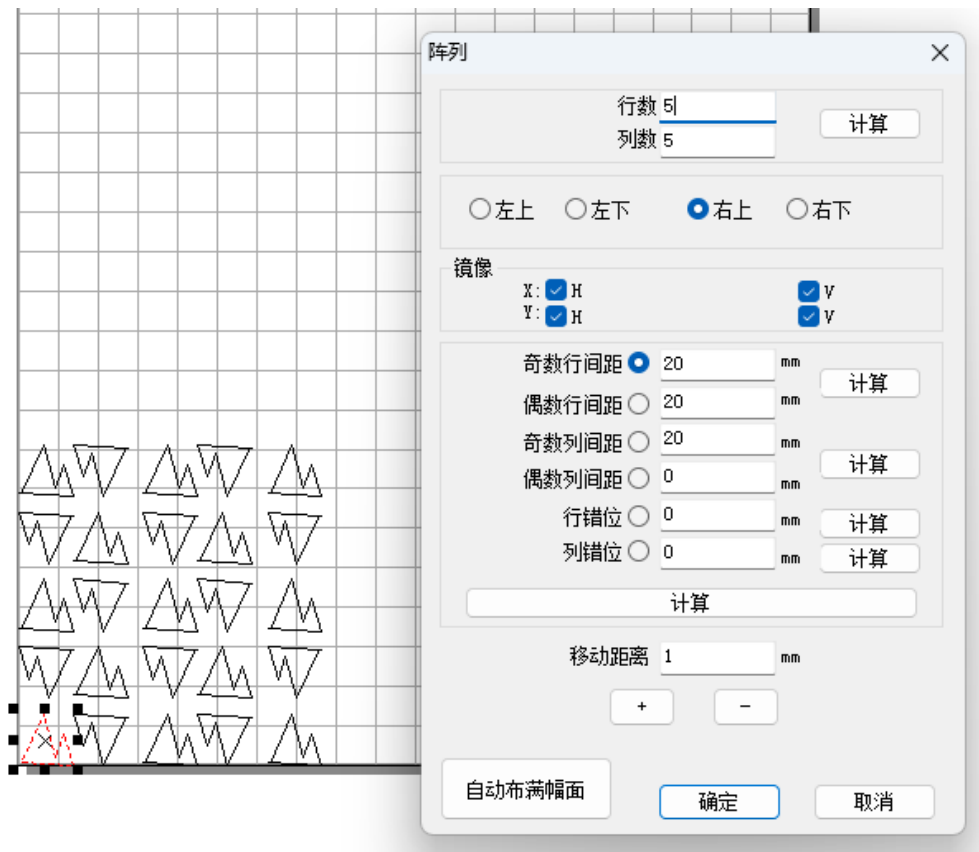 阵列
行数 5
计算
列数 5
左上 左下 右上 右下
镜像
X: H V
Y: H V
奇数行间距 20 mm
计算
偶数行间距 20 mm
奇数列间距 20 mm
计算
偶数列间距 0 mm
行错位 0 mm 计算
列错位 0 mm 计算
计算
移动距离 1 mm
+ -
自动布满幅面 确定 取消